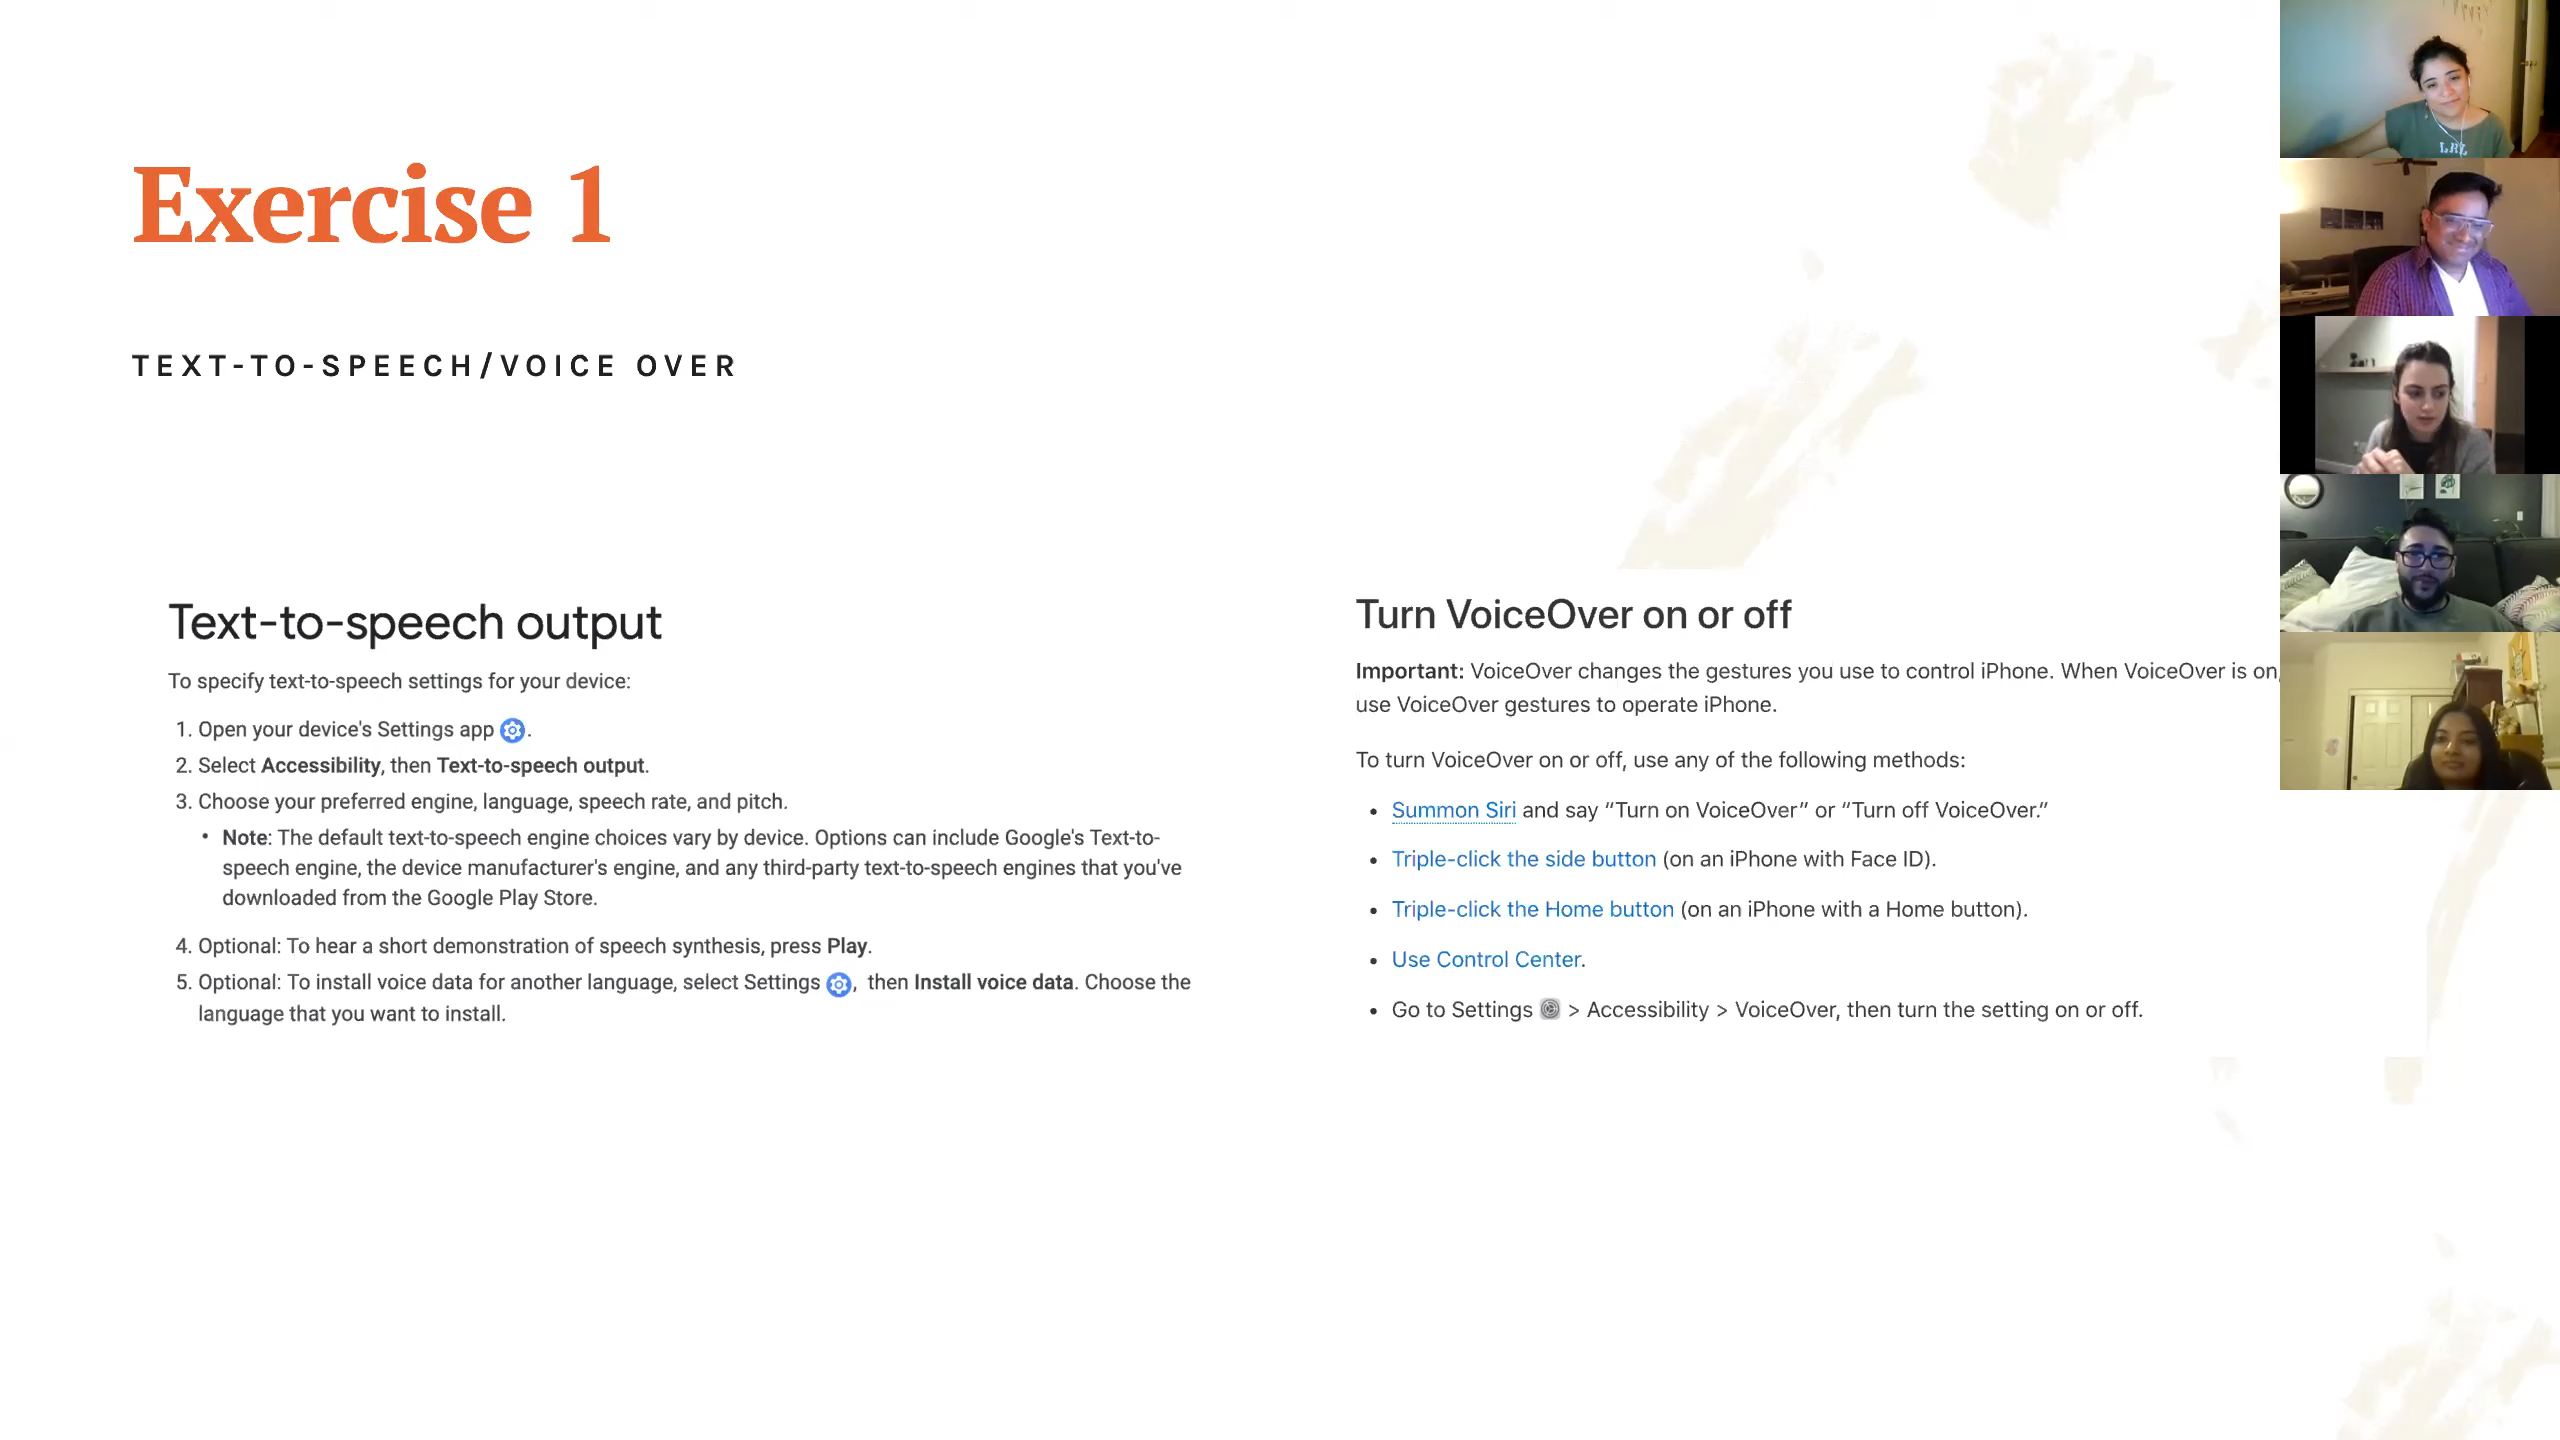 Exercise 1
TEXT-TO-SPEECH/VOICE OVER
Text-to-speech output
To specify text-to-speech settings for your device:
1. Open your device's Settings app .
2. Select Accessibility, then Text-to-speech output.
3. Choose your preferred engine, language, speech rate, and pitch.
• Note: The default text-to-speech engine choices vary by device. Options can include Google's Text-to-
speech engine, the device manufacturer's engine, and any third-party text-to-speech engines that you've
downloaded from the Google Play Store.
4. Optional: To hear a short demonstration of speech synthesis, press Play.
5. Optional: To install voice data for another language, select Settings , then Install voice data. Choose the
language that you want to install.
Turn VoiceOver on or off
Important: VoiceOver changes the gestures you use to control iPhone. When VoiceOver is on,
use VoiceOver gestures to operate iPhone.
To turn VoiceOver on or off, use any of the following methods:
• Summon Siri and say “Turn on VoiceOver” or “Turn off VoiceOver.”
• Triple-click the side button (on an iPhone with Face ID).
• Triple-click the Home button (on an iPhone with a Home button).
• Use Control Center.
• Go to Settings > Accessibility > VoiceOver, then turn the setting on or off.